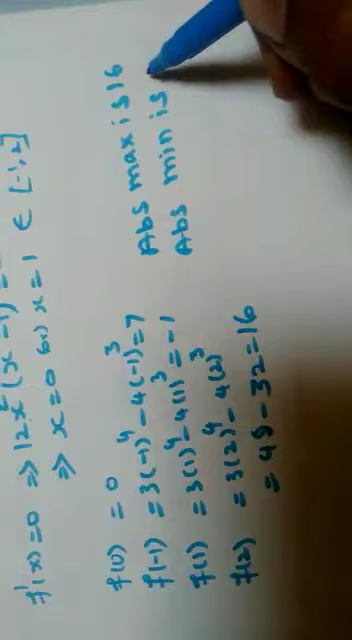 f'(x)=0 ⇒ 12x²(x-1)=
⇒ x=0 (or) x=1 ∈ [-1,2]
f(0) = 0
f(-1) = 3(-1)⁴-4(-1)³=7
f(1) = 3(1)⁴-4(1)³=-1
f(2) = 3(2)⁴-4(2)³
= 48-32=16
Abs max is 16
Abs min is